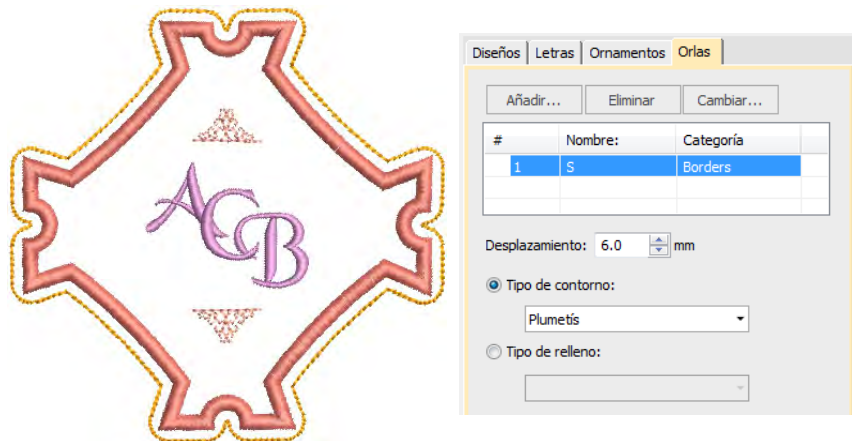 ACB
Diseños Letras Ornamentos Orlas
Añadir... Eliminar Cambiar...
# Nombre: Categoría
1 S Borders
Desplazamiento: 6.0 mm
Tipo de contorno:
Plumetís
Tipo de relleno: